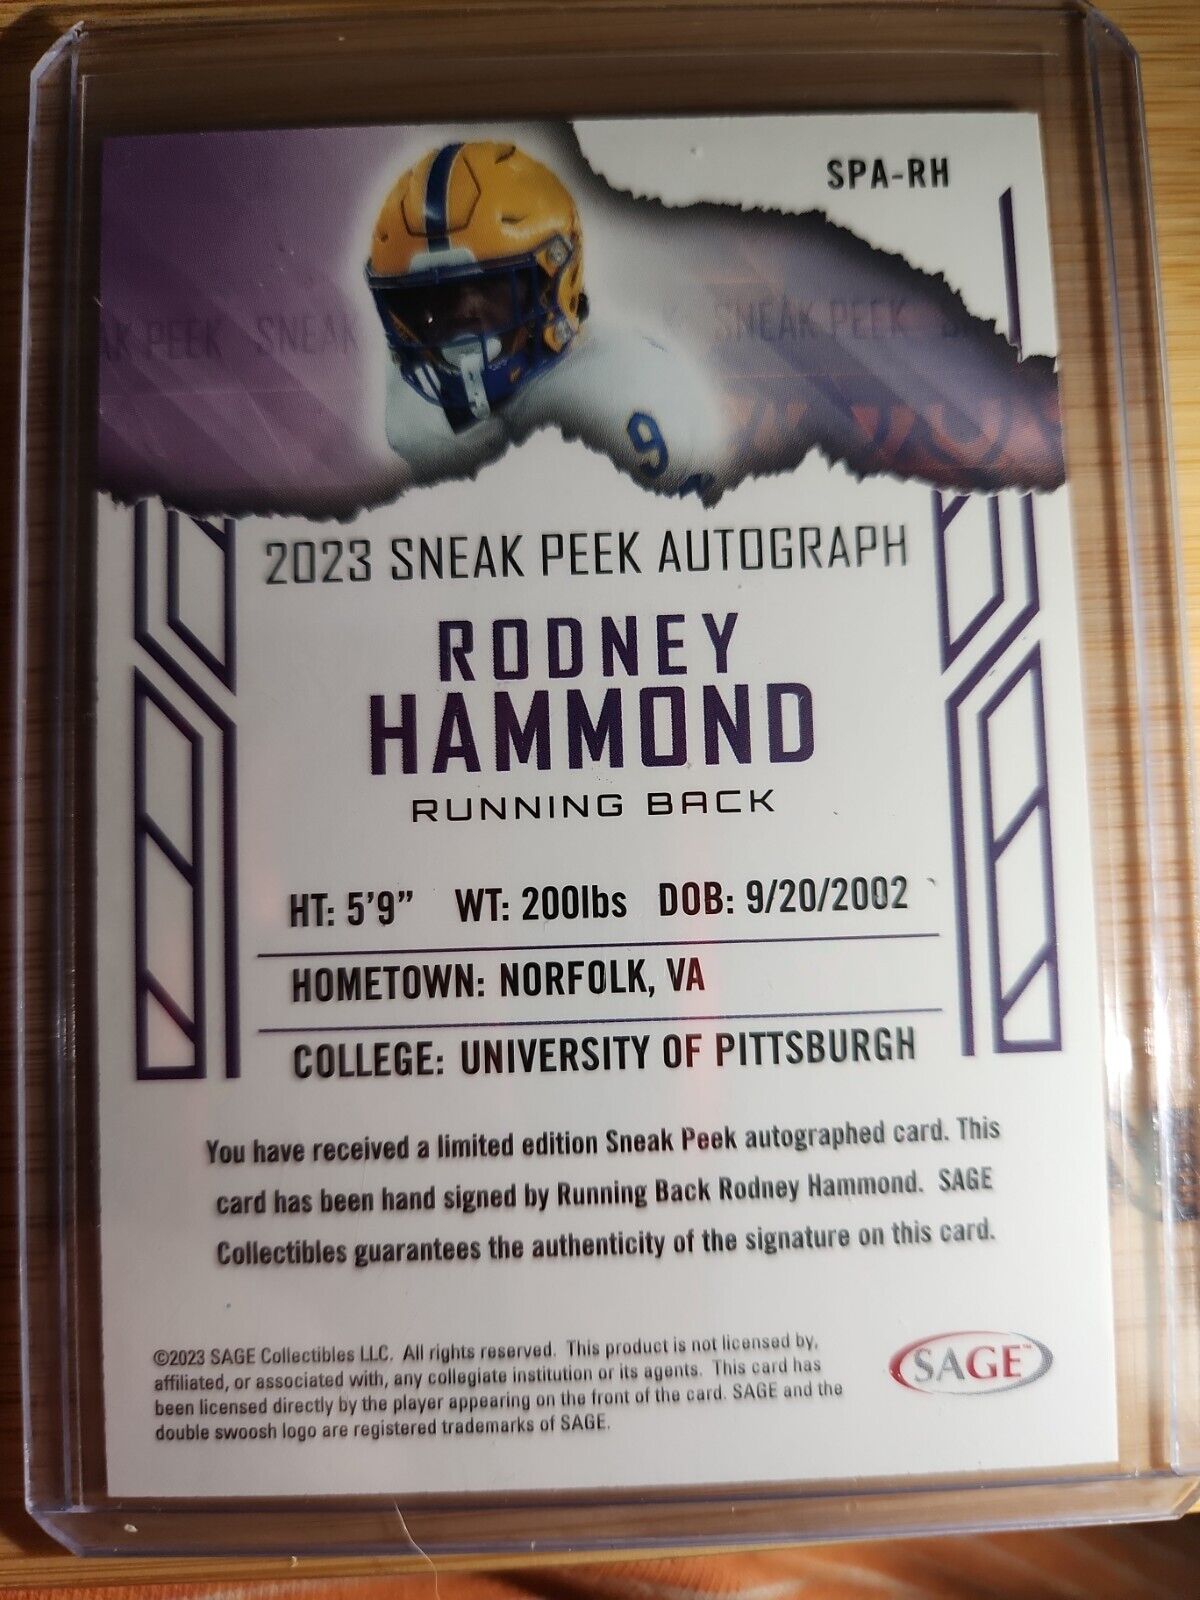 SPA-RH
AK PEEK SNEAK SNEAK PEEK
9
2023 SNEAK PEEK AUTOGRAPH
RODNEY
HAMMOND
RUNNING BACK
HT: 5'9” WT: 200lbs DOB: 9/20/2002
HOMETOWN: NORFOLK, VA
COLLEGE: UNIVERSITY OF PITTSBURGH
You have received a limited edition Sneak Peek autographed card. This
card has been hand signed by Running Back Rodney Hammond. SAGE
Collectibles guarantees the authenticity of the signature on this card.
©2023 SAGE Collectibles LLC. All rights reserved. This product is not licensed by,
affiliated, or associated with, any collegiate institution or its agents. This card has
been licensed directly by the player appearing on the front of the card. SAGE and the
double swoosh logo are registered trademarks of SAGE.
SAGE™